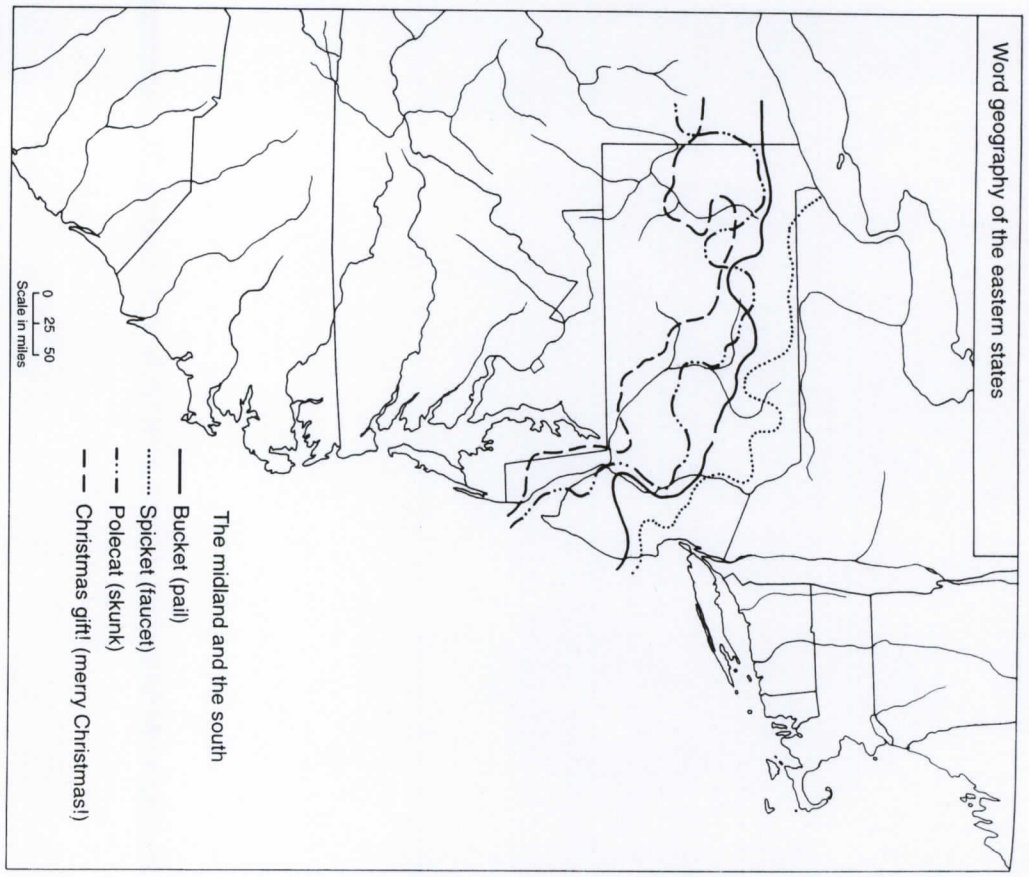 Word geography of the eastern states
0 25 50
Scale in miles
The midland and the south
Bucket (pail)
Spicket (faucet)
Polecat (skunk)
Christmas gift! (merry Christmas!)